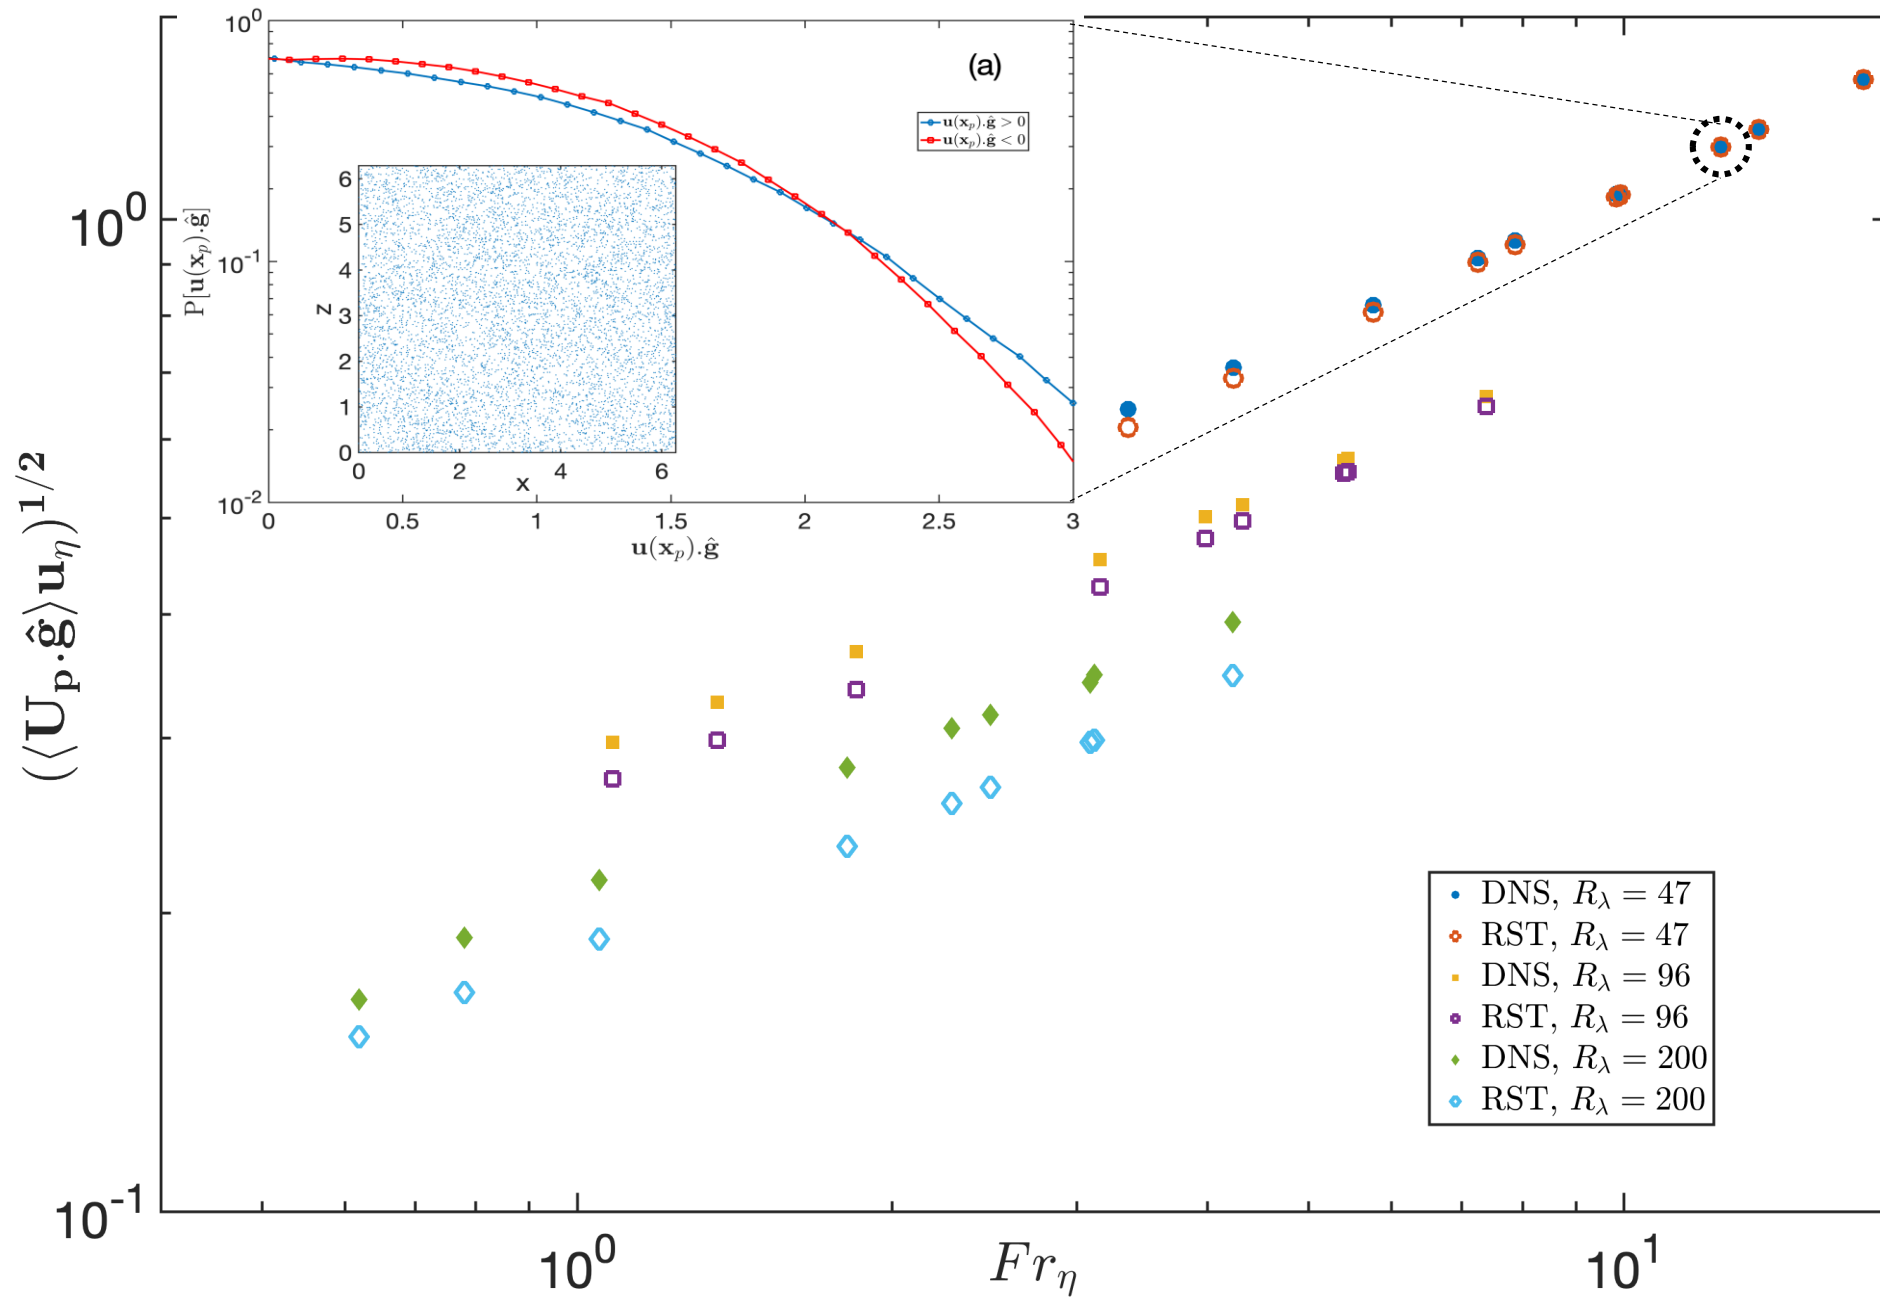 10^0
(a)
u(x_p).ĝ > 0
u(x_p).ĝ < 0
P[u(x_p).ĝ]
10^-1
10^-2
0 0.5 1 1.5 2 2.5 3
u(x_p).ĝ
6
5
4
3
2
1
0
z
0 2 4 6
x
10^0
10^-1
(⟨U_p.ĝ⟩u_η)^1/2
DNS, R_λ = 47
RST, R_λ = 47
DNS, R_λ = 96
RST, R_λ = 96
DNS, R_λ = 200
RST, R_λ = 200
10^0 10^1
Fr_η